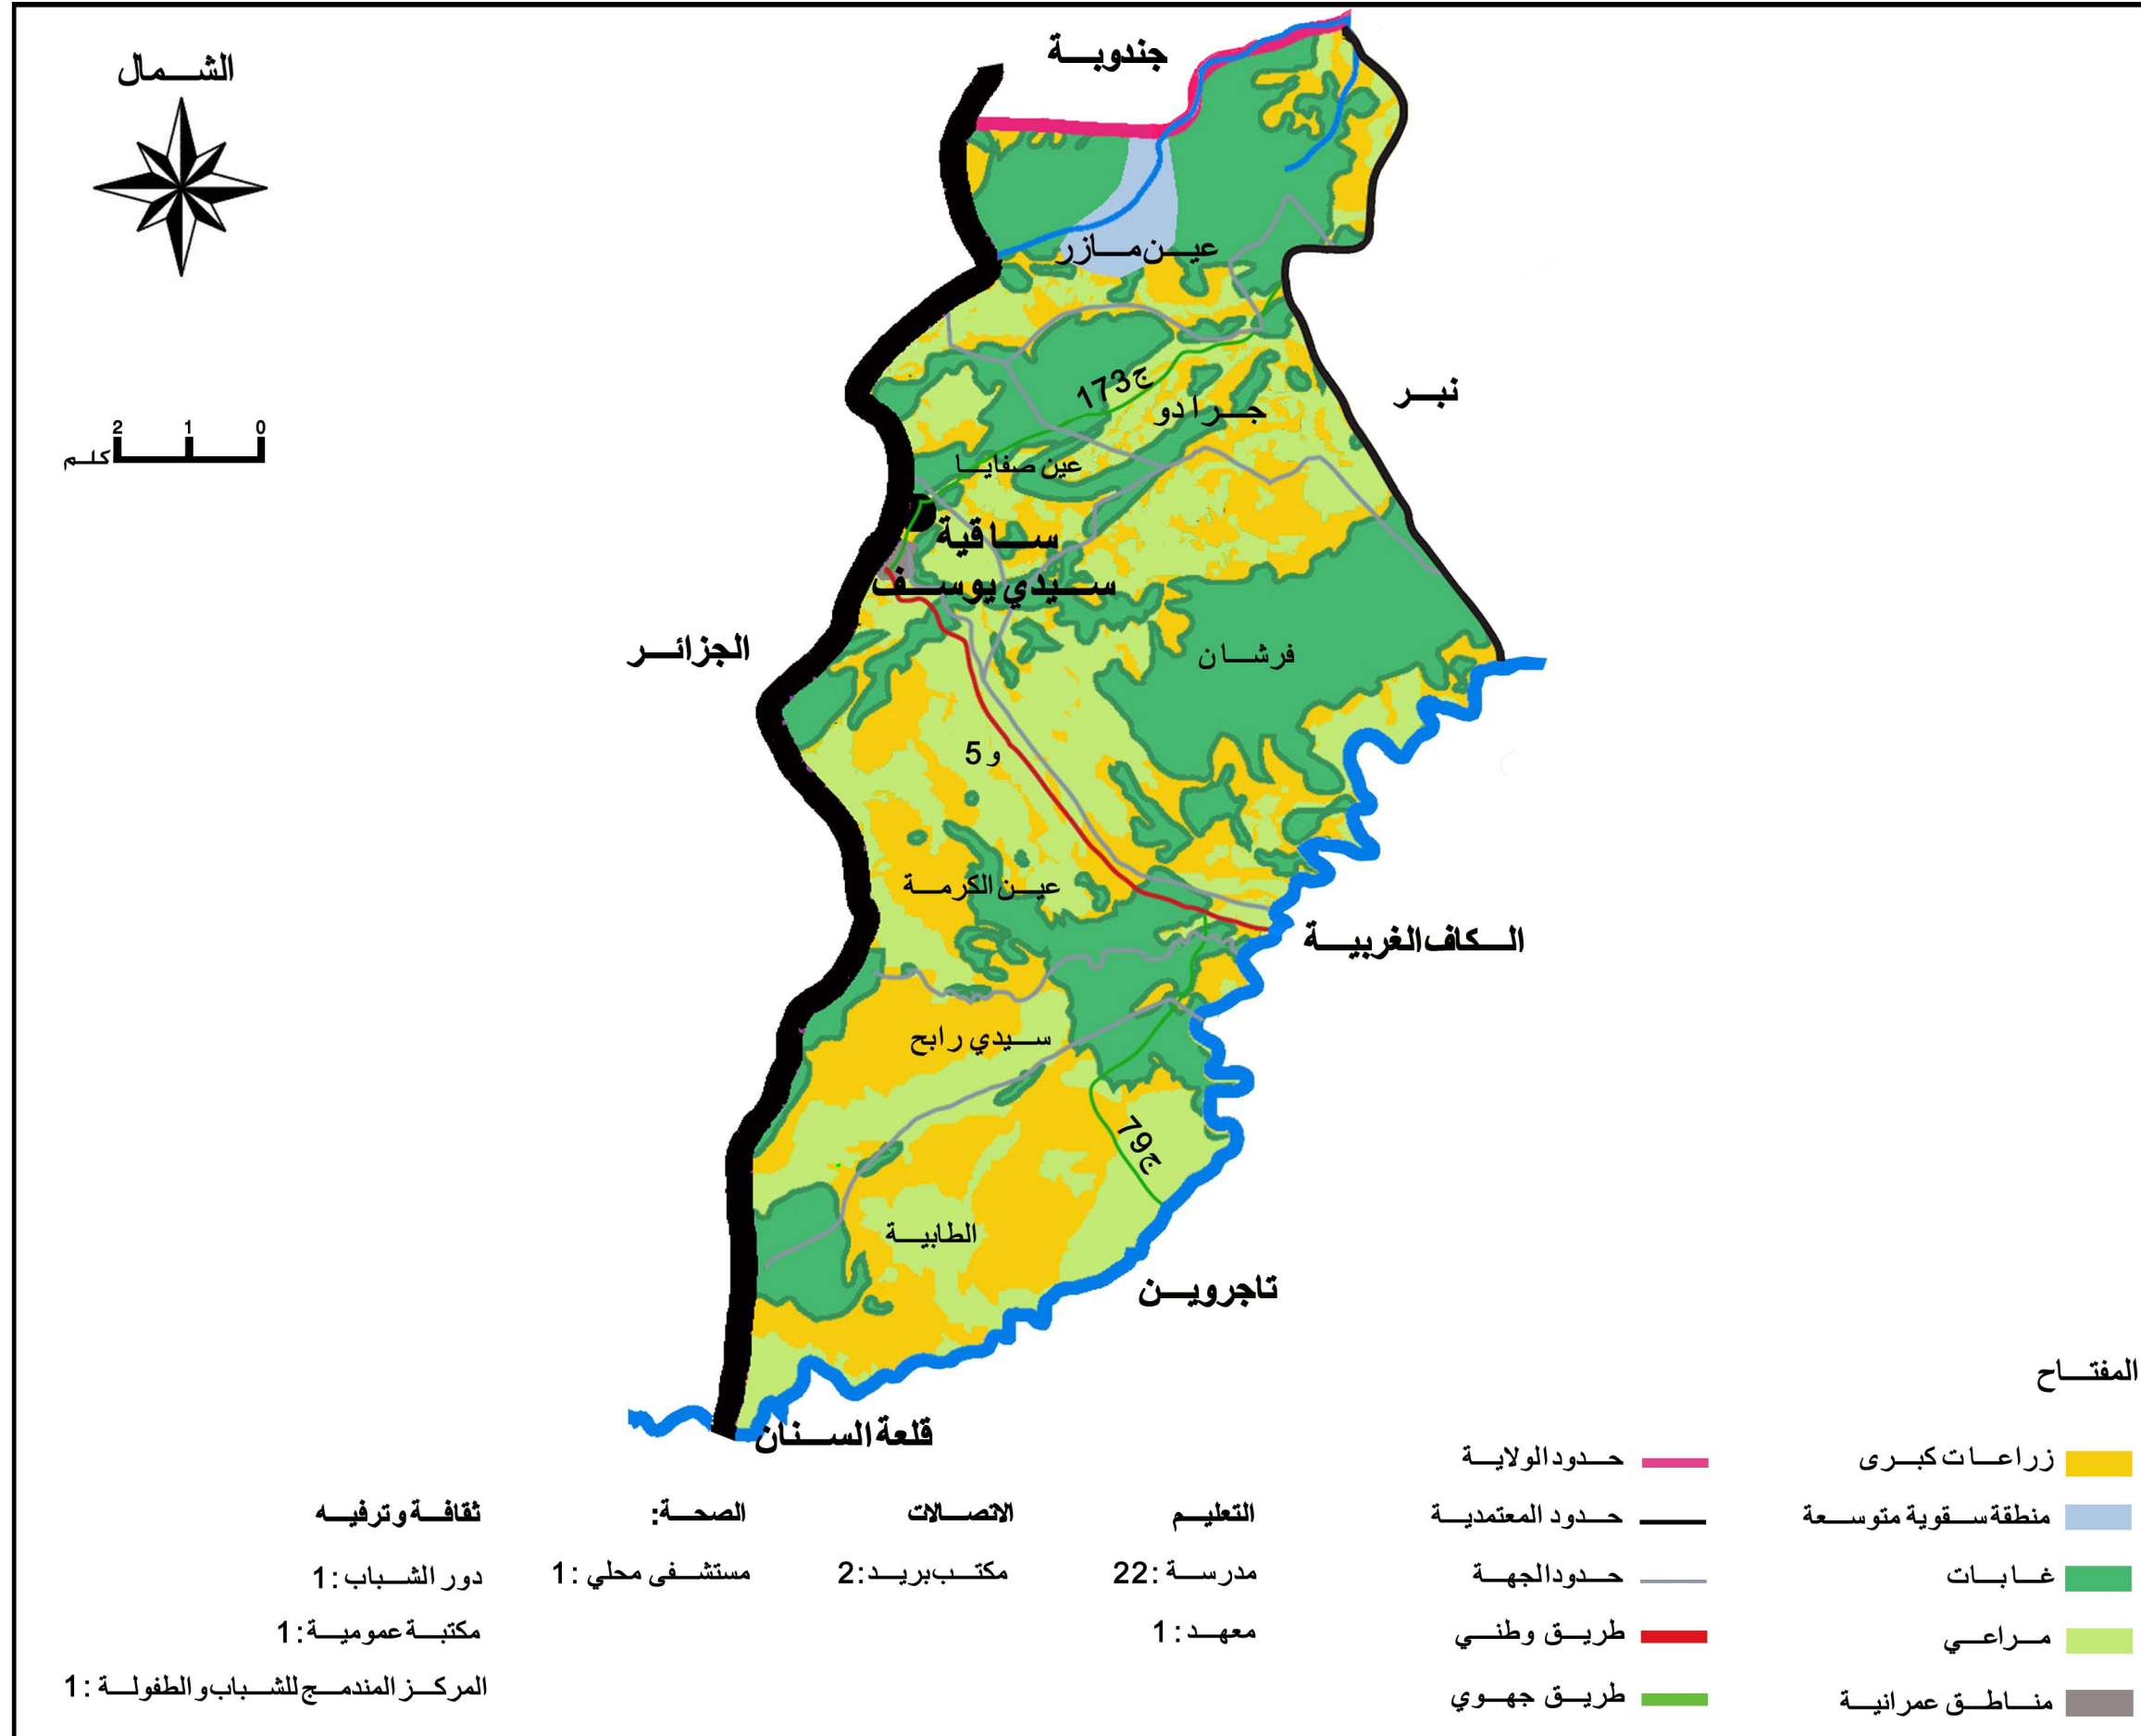 الشمال
جندوبة
عين مازر
نبر
ج173
جرادو
2 1 0
كلم
عين صفايا
ساقية
سيدي يوسف
الجزائر
فرشان
و5
عين الكرمة
الكاف الغربية
سيدي رابح
ج79
الطابية
تاجروين
قلعة السنان
المفتاح
زراعات كبرى
منطقة سقوية متوسعة
غابات
مراعي
مناطق عمرانية
حدود الولاية
حدود المعتمدية
حدود الجهة
طريق وطني
طريق جهوي
التعليم
مدرسة :22
معهد :1
الاتصالات
مكتب بريد :2
الصحة:
مستشفى محلي :1
ثقافة وترفيه
دور الشباب :1
مكتبة عمومية :1
المركز المندمج للشباب والطفولة :1